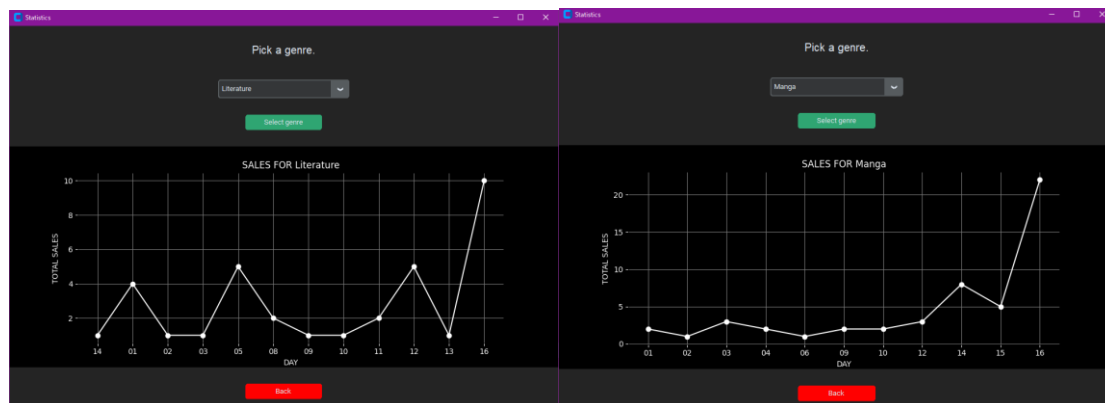 Statistics
Pick a genre.
Literature
Select genre
SALES FOR Literature
10
8
6
4
2
TOTAL SALES
14 01 02 03 05 08 09 10 11 12 13 16
DAY
Back
Statistics
Pick a genre.
Manga
Select genre
SALES FOR Manga
20
15
10
5
0
TOTAL SALES
01 02 03 04 06 09 10 12 14 15 16
DAY
Back